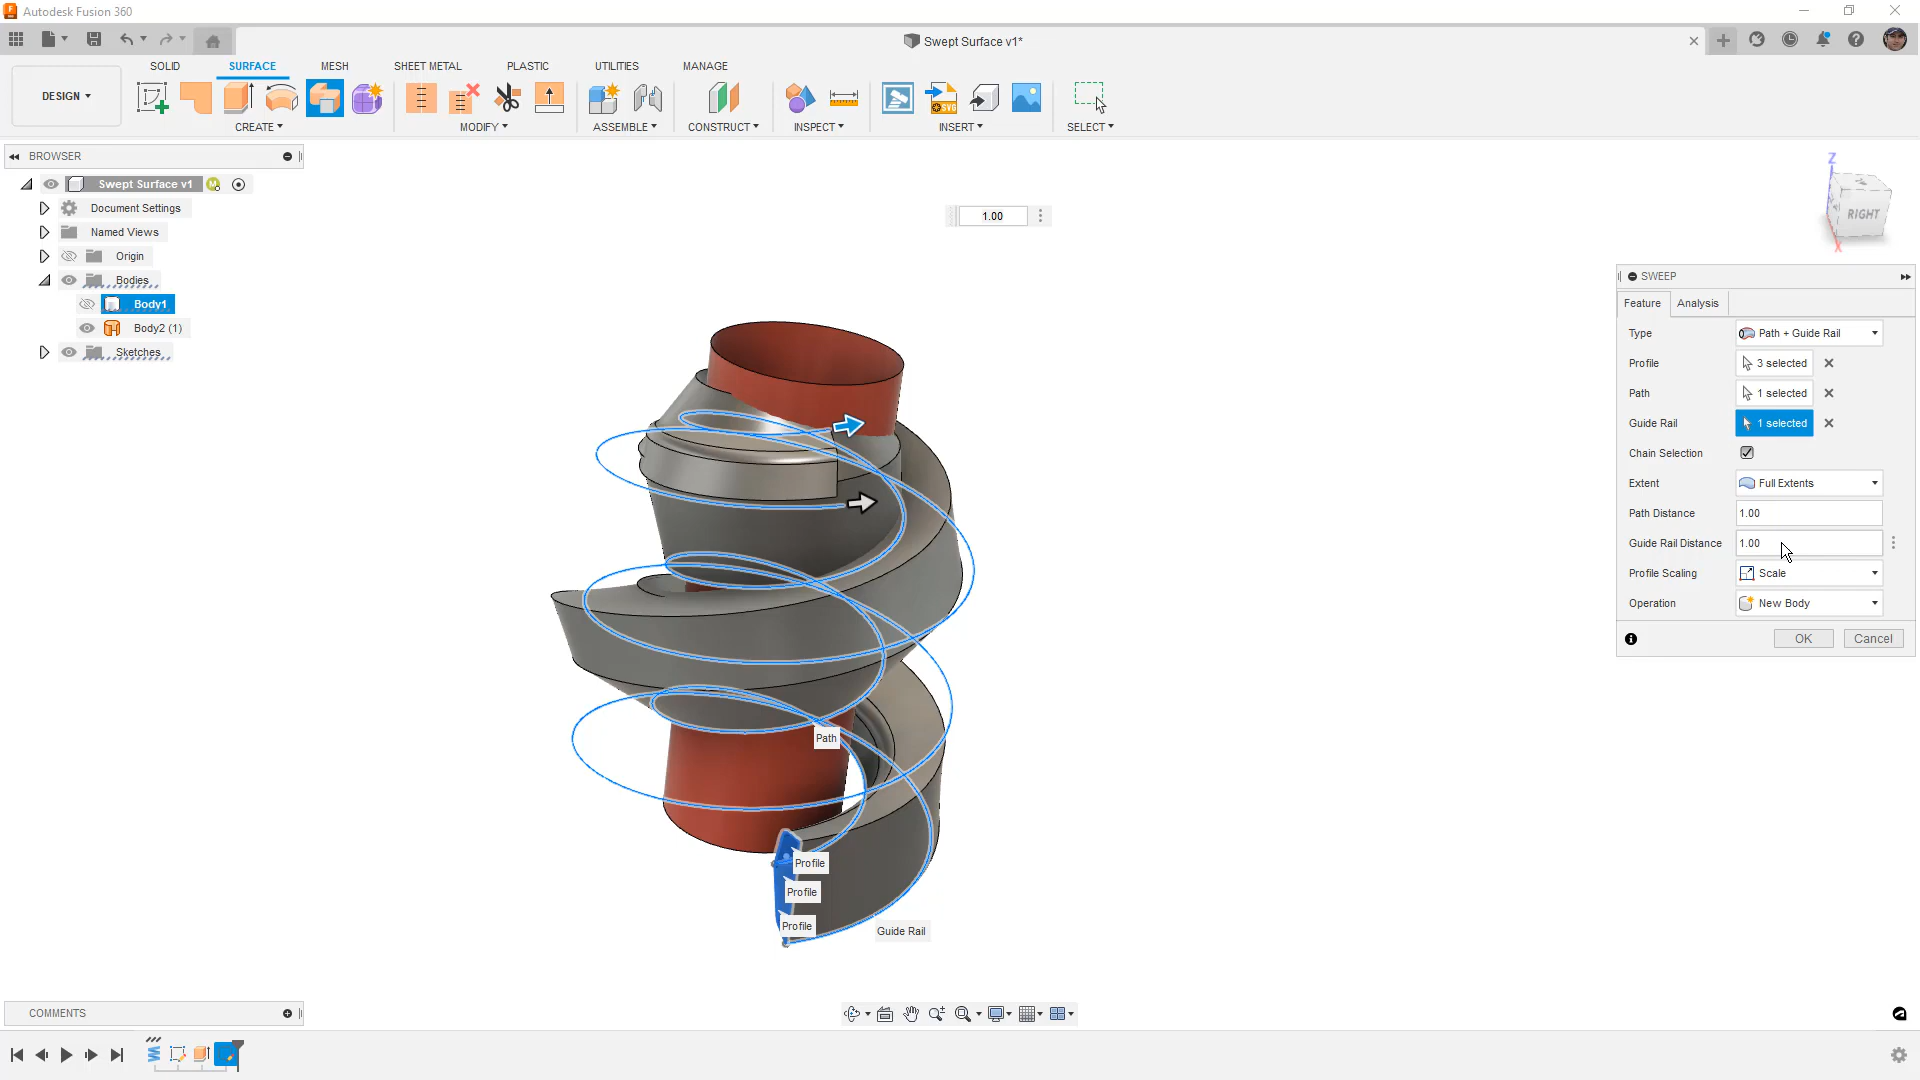 Autodesk Fusion 360
Swept Surface v1*
DESIGN
SOLID
SURFACE
MESH
SHEET METAL
PLASTIC
UTILITIES
MANAGE
SVG
CREATE
MODIFY
ASSEMBLE
CONSTRUCT
INSPECT
INSERT
SELECT
BROWSER
Swept Surface v1
Document Settings
Named Views
Origin
Bodies
Body1
Body2 (1)
Sketches
1.00
Z
RIGHT
X
SWEEP
Feature
Analysis
Type Path + Guide Rail
Profile 3 selected
Path 1 selected
Guide Rail 1 selected
Chain Selection
Extent Full Extents
Path Distance 1.00
Guide Rail Distance 1.00
Profile Scaling Scale
Operation New Body
OK
Cancel
Path
Profile
Profile
Profile
Guide Rail
COMMENTS